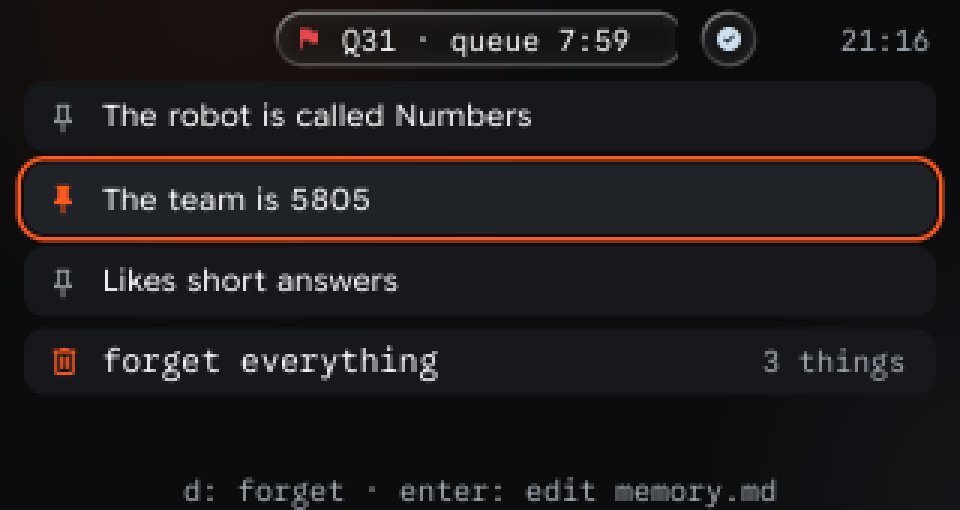 Q31 · queue 7:59
21:16
The robot is called Numbers
The team is 5805
Likes short answers
forget everything 3 things
d: forget · enter: edit memory.md